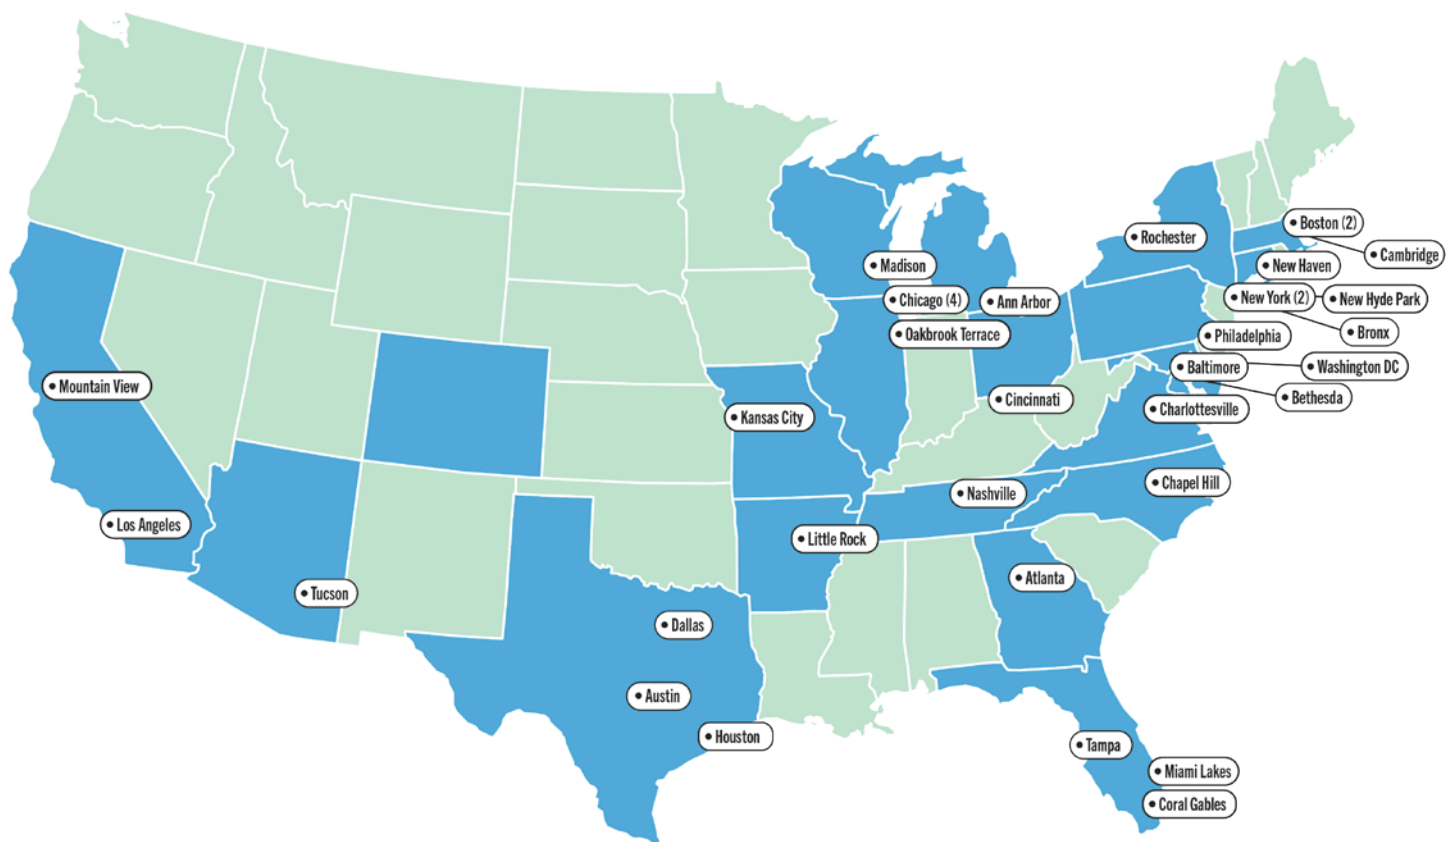 Boston (2)
Rochester
Cambridge
Madison
New Haven
Chicago (4)
Ann Arbor
New York (2)
New Hyde Park
Oakbrook Terrace
Bronx
Philadelphia
Baltimore
Washington DC
Mountain View
Bethesda
Cincinnati
Charlottesville
Kansas City
Chapel Hill
Nashville
Los Angeles
Little Rock
Atlanta
Tucson
Dallas
Austin
Houston
Tampa
Miami Lakes
Coral Gables